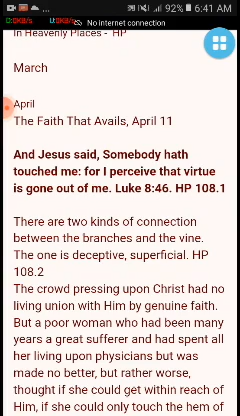 92% 6:41 AM
0KB/s U:0KB/s No internet connection
In Heavenly Places - HP
March
April
The Faith That Avails, April 11
And Jesus said, Somebody hath
touched me: for I perceive that virtue
is gone out of me. Luke 8:46. HP 108.1
There are two kinds of connection
between the branches and the vine.
The one is deceptive, superficial. HP
108.2
The crowd pressing upon Christ had no
living union with Him by genuine faith.
But a poor woman who had been many
years a great sufferer and had spent all
her living upon physicians but was
made no better, but rather worse,
thought if she could get within reach of
Him, if she could only touch the hem of